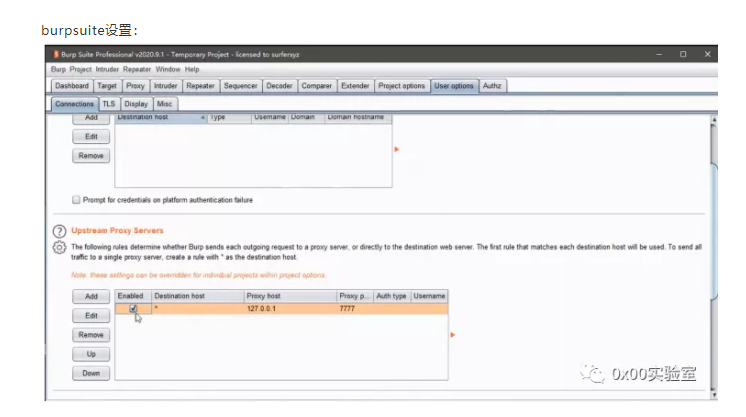 burpsuite设置：
Burp Suite Professional v2020.9.1 - Temporary Project - licensed to surferxyz
Burp Project Intruder Repeater Window Help
Dashboard Target Proxy Intruder Repeater Sequencer Decoder Comparer Extender Project options User options Authz
Connections TLS Display Misc
Add Destination host Type Username Domain Domain hostname
Edit
Remove
Prompt for credentials on platform authentication failure
? Upstream Proxy Servers
The following rules determine whether Burp sends each outgoing request to a proxy server, or directly to the destination web server. The first rule that matches each destination host will be used. To send all
traffic to a single proxy server, create a rule with * as the destination host.
Note: these settings can be overridden for individual projects within project options.
Add Enabled Destination host Proxy host Proxy p... Auth type Username
* 127.0.0.1 7777
Edit
Remove
Up
Down
0x00实验室